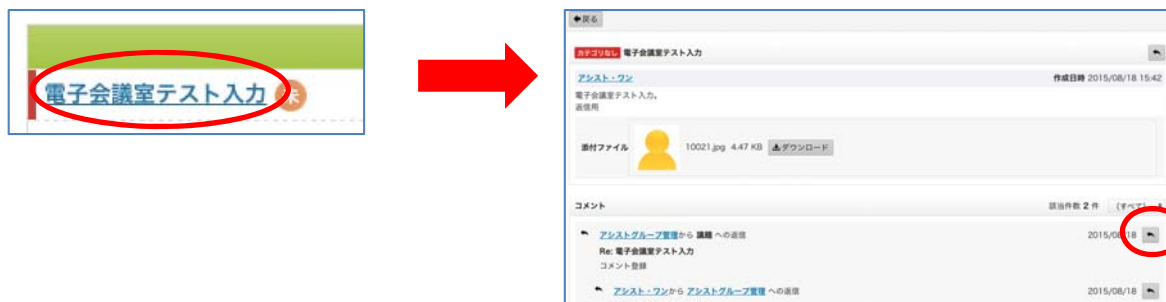 電子会議室テスト入力 未
戻る
カテゴリなし 電子会議室テスト入力
アシスト・ワン 作成日時 2015/08/18 15:42
電子会議室テスト入力。
返信用
添付ファイル 10021.jpg 4.47 KB ダウンロード
コメント 該当件数 2 件 (すべて)
アシストグループ管理から 議題 への返信 2015/08/18
Re: 電子会議室テスト入力
コメント登録
アシスト・ワンから アシストグループ管理 への返信 2015/08/18